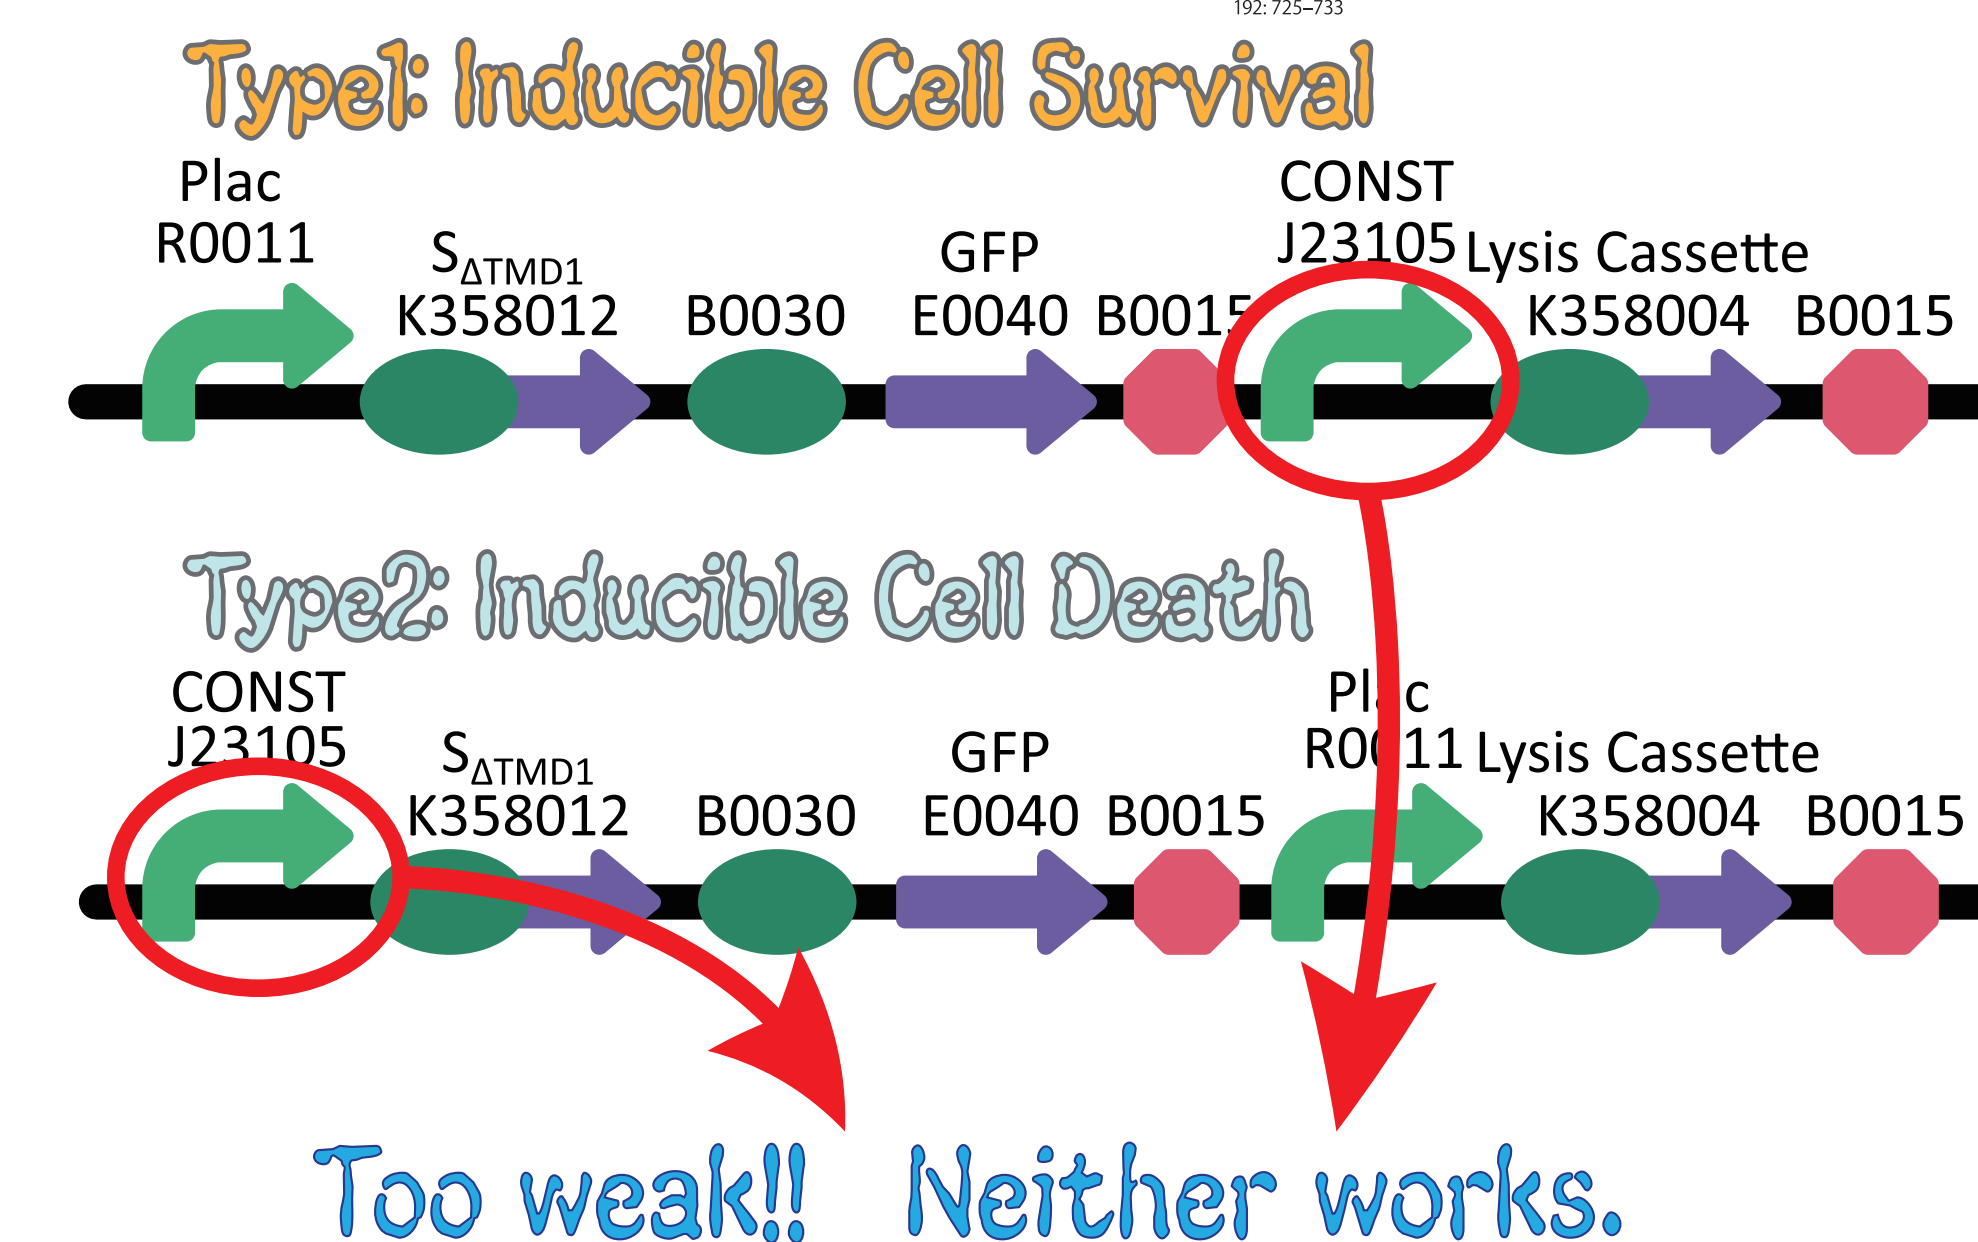 192: 725–733
Type1: Inducible Cell Survival
Plac
R0011
SΔTMD1
K358012
B0030
GFP
E0040
B0015
CONST
J23105
Lysis Cassette
K358004
B0015
Type2: Inducible Cell Death
CONST
J23105
SΔTMD1
K358012
B0030
GFP
E0040
B0015
Plac
R0011
Lysis Cassette
K358004
B0015
Too weak!! Neither works.